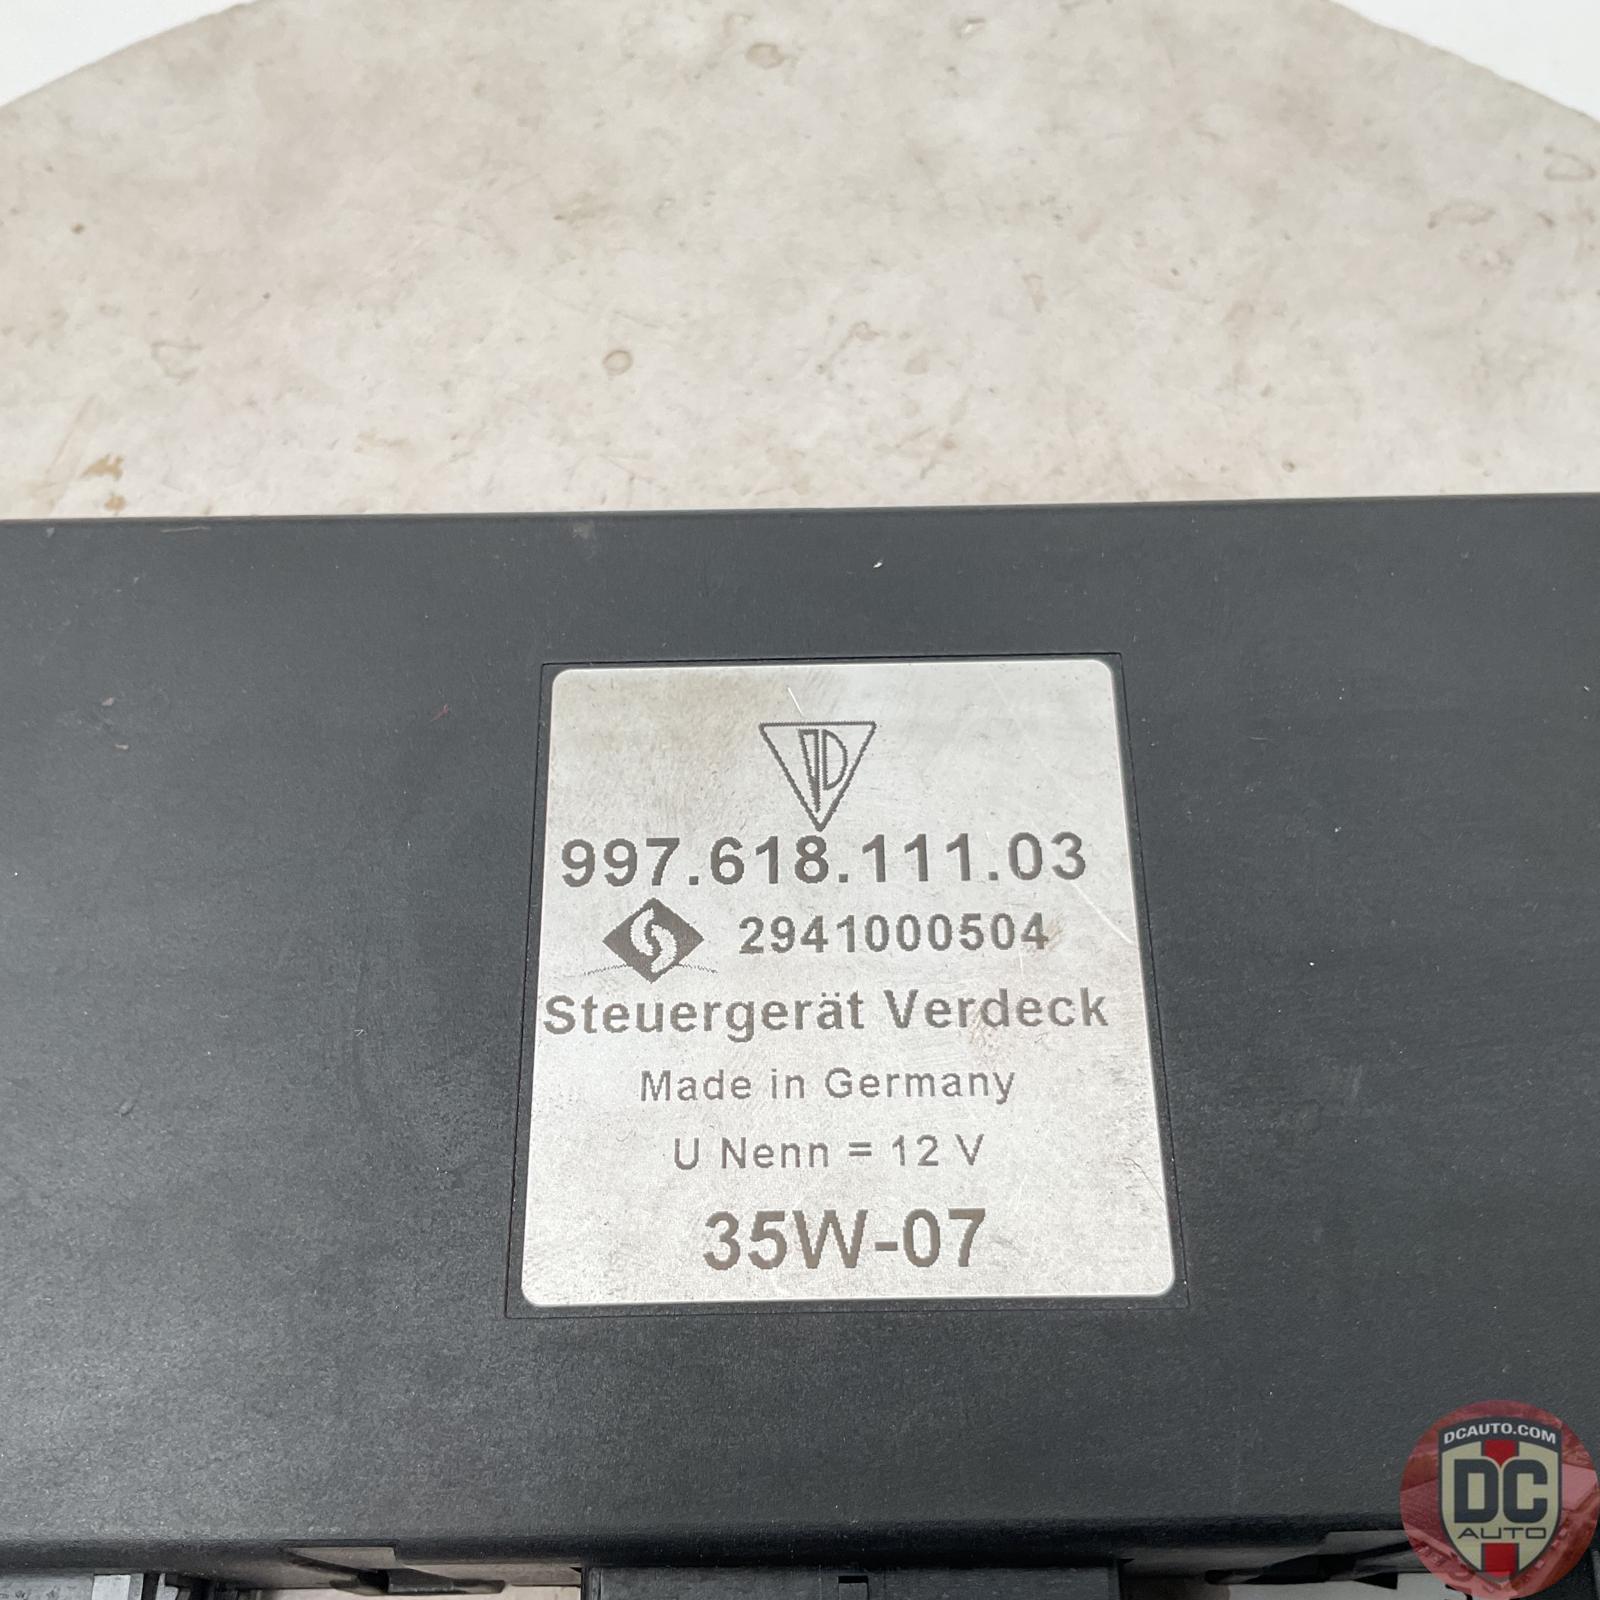 997.618.111.03
2941000504
Steuergerät Verdeck
Made in Germany
U Nenn = 12 V
35W-07
DCAUTO.COM
DC
AUTO